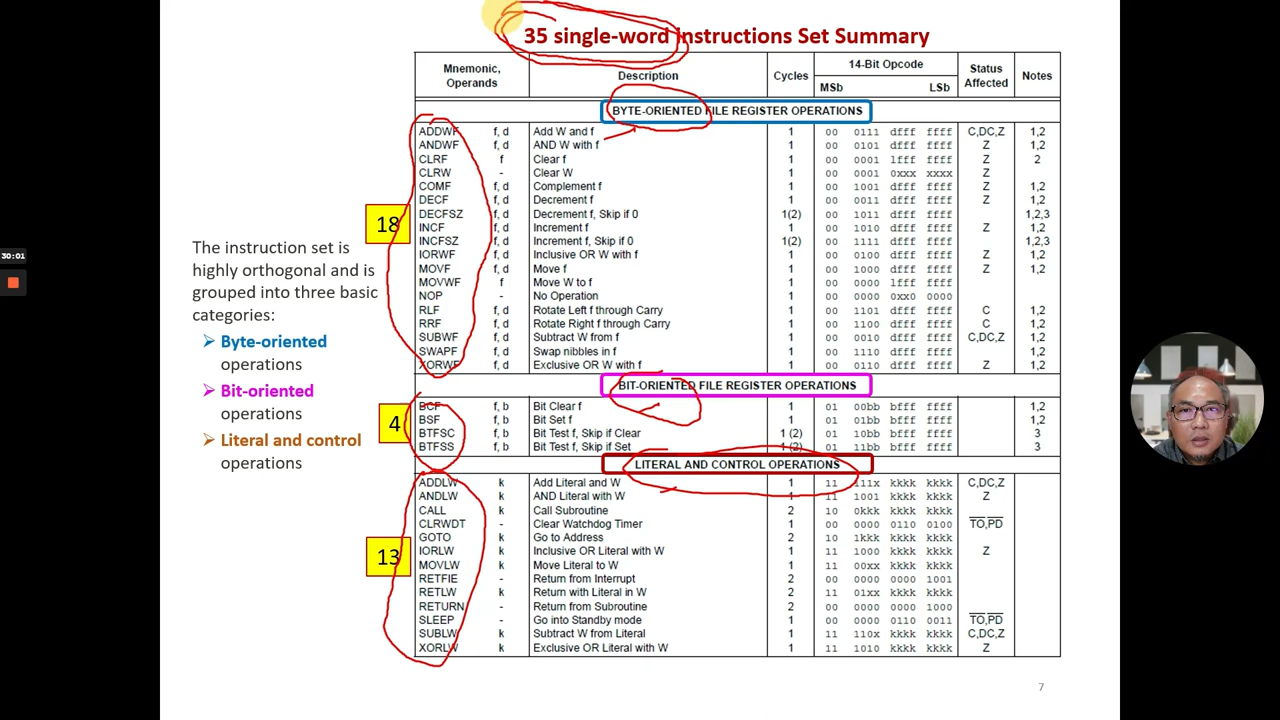 35 single-word Instructions Set Summary
Mnemonic, Operands Description Cycles 14-Bit Opcode MSb LSb Status Affected Notes
BYTE-ORIENTED FILE REGISTER OPERATIONS
ADDWF f, d Add W and f 1 00 0111 dfff ffff C,DC,Z 1,2
ANDWF f, d AND W with f 1 00 0101 dfff ffff Z 1,2
CLRF f Clear f 1 00 0001 lfff ffff Z 2
CLRW - Clear W 1 00 0001 0xxx xxxx Z
COMF f, d Complement f 1 00 1001 dfff ffff Z 1,2
DECF f, d Decrement f 1 00 0011 dfff ffff Z 1,2
DECFSZ f, d Decrement f, Skip if 0 1(2) 00 1011 dfff ffff 1,2,3
INCF f, d Increment f 1 00 1010 dfff ffff Z 1,2
INCFSZ f, d Increment f, Skip if 0 1(2) 00 1111 dfff ffff 1,2,3
IORWF f, d Inclusive OR W with f 1 00 0100 dfff ffff Z 1,2
MOVF f, d Move f 1 00 1000 dfff ffff Z 1,2
MOVWF f Move W to f 1 00 0000 lfff ffff
NOP - No Operation 1 00 0000 0xx0 0000
RLF f, d Rotate Left f through Carry 1 00 1101 dfff ffff C 1,2
RRF f, d Rotate Right f through Carry 1 00 1100 dfff ffff C 1,2
SUBWF f, d Subtract W from f 1 00 0010 dfff ffff C,DC,Z 1,2
SWAPF f, d Swap nibbles in f 1 00 1110 dfff ffff 1,2
XORWF f, d Exclusive OR W with f 1 00 0110 dfff ffff Z 1,2
BIT-ORIENTED FILE REGISTER OPERATIONS
BCF f, b Bit Clear f 1 01 00bb bfff ffff 1,2
BSF f, b Bit Set f 1 01 01bb bfff ffff 1,2
BTFSC f, b Bit Test f, Skip if Clear 1 (2) 01 10bb bfff ffff 3
BTFSS f, b Bit Test f, Skip if Set 1 (2) 01 11bb bfff ffff 3
LITERAL AND CONTROL OPERATIONS
ADDLW k Add Literal and W 1 11 111x kkkk kkkk C,DC,Z
ANDLW k AND Literal with W 1 11 1001 kkkk kkkk Z
CALL k Call Subroutine 2 10 0kkk kkkk kkkk
CLRWDT - Clear Watchdog Timer 1 00 0000 0110 0100 TO,PD
GOTO k Go to Address 2 10 1kkk kkkk kkkk
IORLW k Inclusive OR Literal with W 1 11 1000 kkkk kkkk Z
MOVLW k Move Literal to W 1 11 00xx kkkk kkkk
RETFIE - Return from Interrupt 2 00 0000 0000 1001
RETLW k Return with Literal in W 2 11 01xx kkkk kkkk
RETURN - Return from Subroutine 2 00 0000 0000 1000
SLEEP - Go into Standby mode 1 00 0000 0110 0011 TO,PD
SUBLW k Subtract W from Literal 1 11 110x kkkk kkkk C,DC,Z
XORLW k Exclusive OR Literal with W 1 11 1010 kkkk kkkk Z
18
4
13
30:01
The instruction set is
highly orthogonal and is
grouped into three basic
categories:
➢ Byte-oriented
operations
➢ Bit-oriented
operations
➢ Literal and control
operations
7